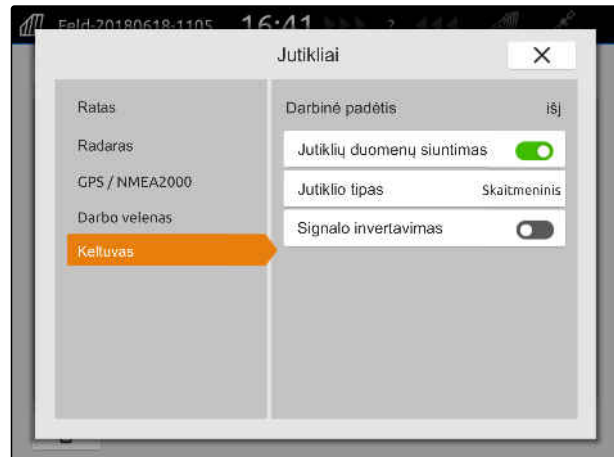 Feld-20180618-1105 16:41 ?
Jutikliai
Ratas
Radaras
GPS / NMEA2000
Darbo velenas
Keltuvas
Darbinė padėtis išj
Jutiklių duomenų siuntimas
Jutiklio tipas Skaitmeninis
Signalo invertavimas